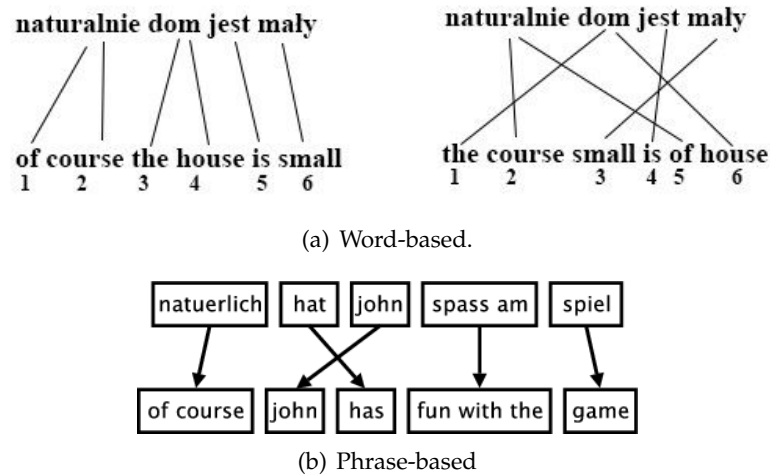 naturalnie dom jest mały
of course the house is small
1 2 3 4 5 6
naturalnie dom jest mały
the course small is of house
1 2 3 4 5 6
(a) Word-based.
natuerlich hat john spass am spiel
of course john has fun with the game
(b) Phrase-based